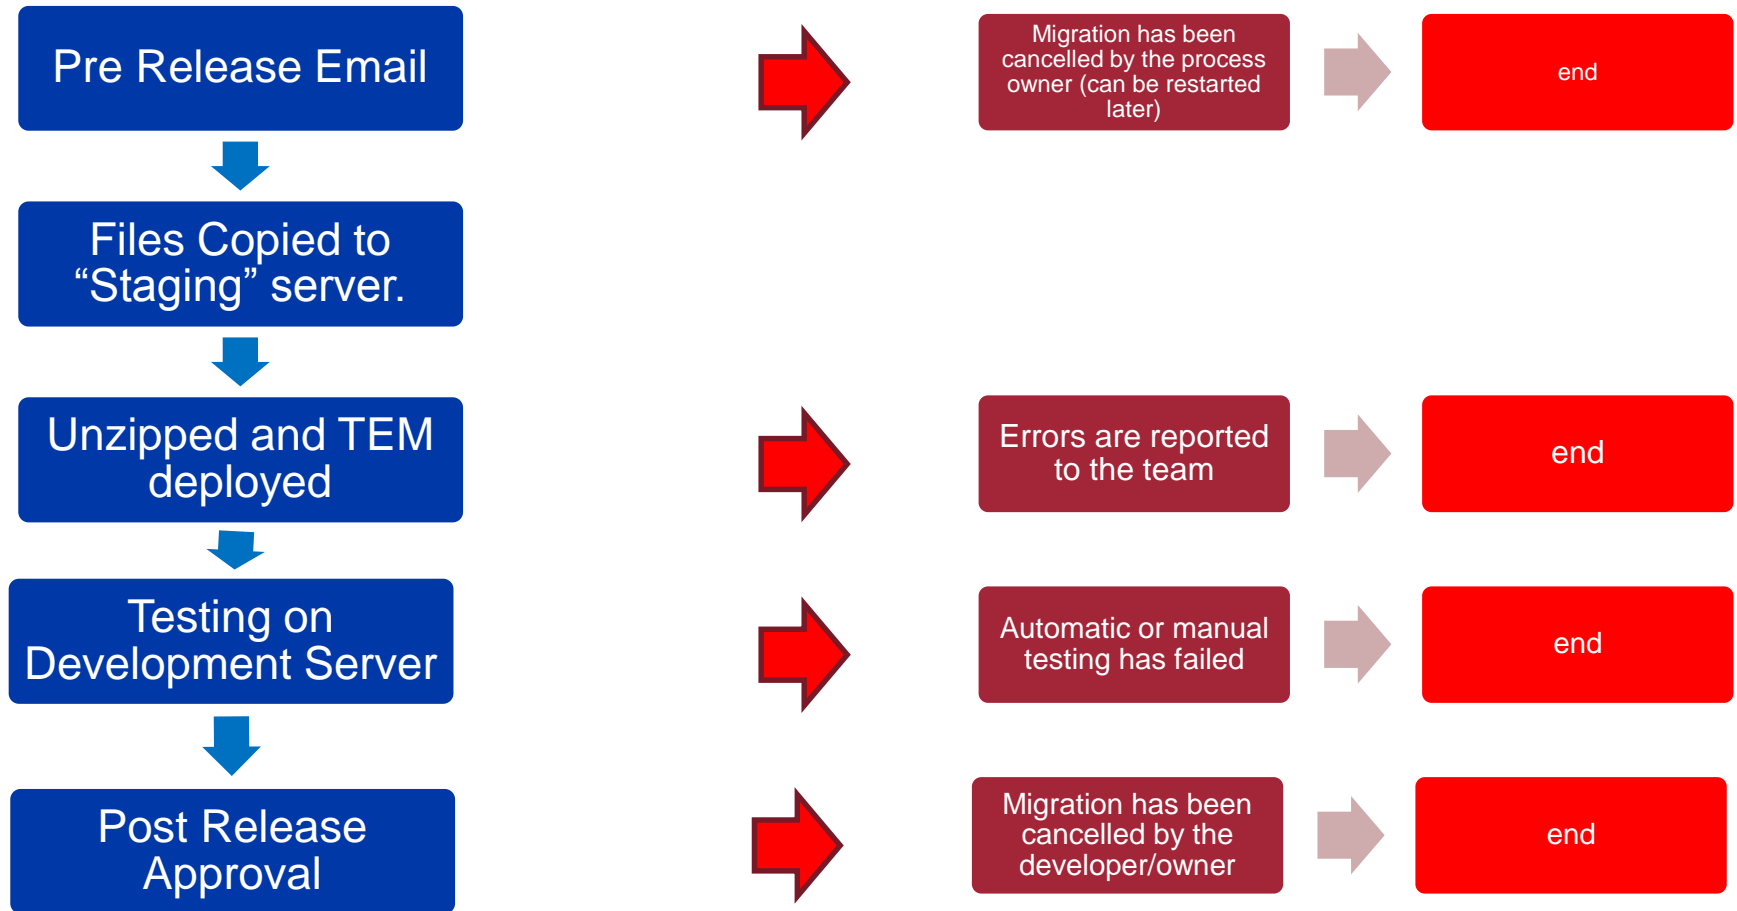 Pre Release Email
Migration has been
cancelled by the process
owner (can be restarted
later)
end
Files Copied to
“Staging” server.
Unzipped and TEM
deployed
Errors are reported
to the team
end
Testing on
Development Server
Automatic or manual
testing has failed
end
Post Release
Approval
Migration has been
cancelled by the
developer/owner
end